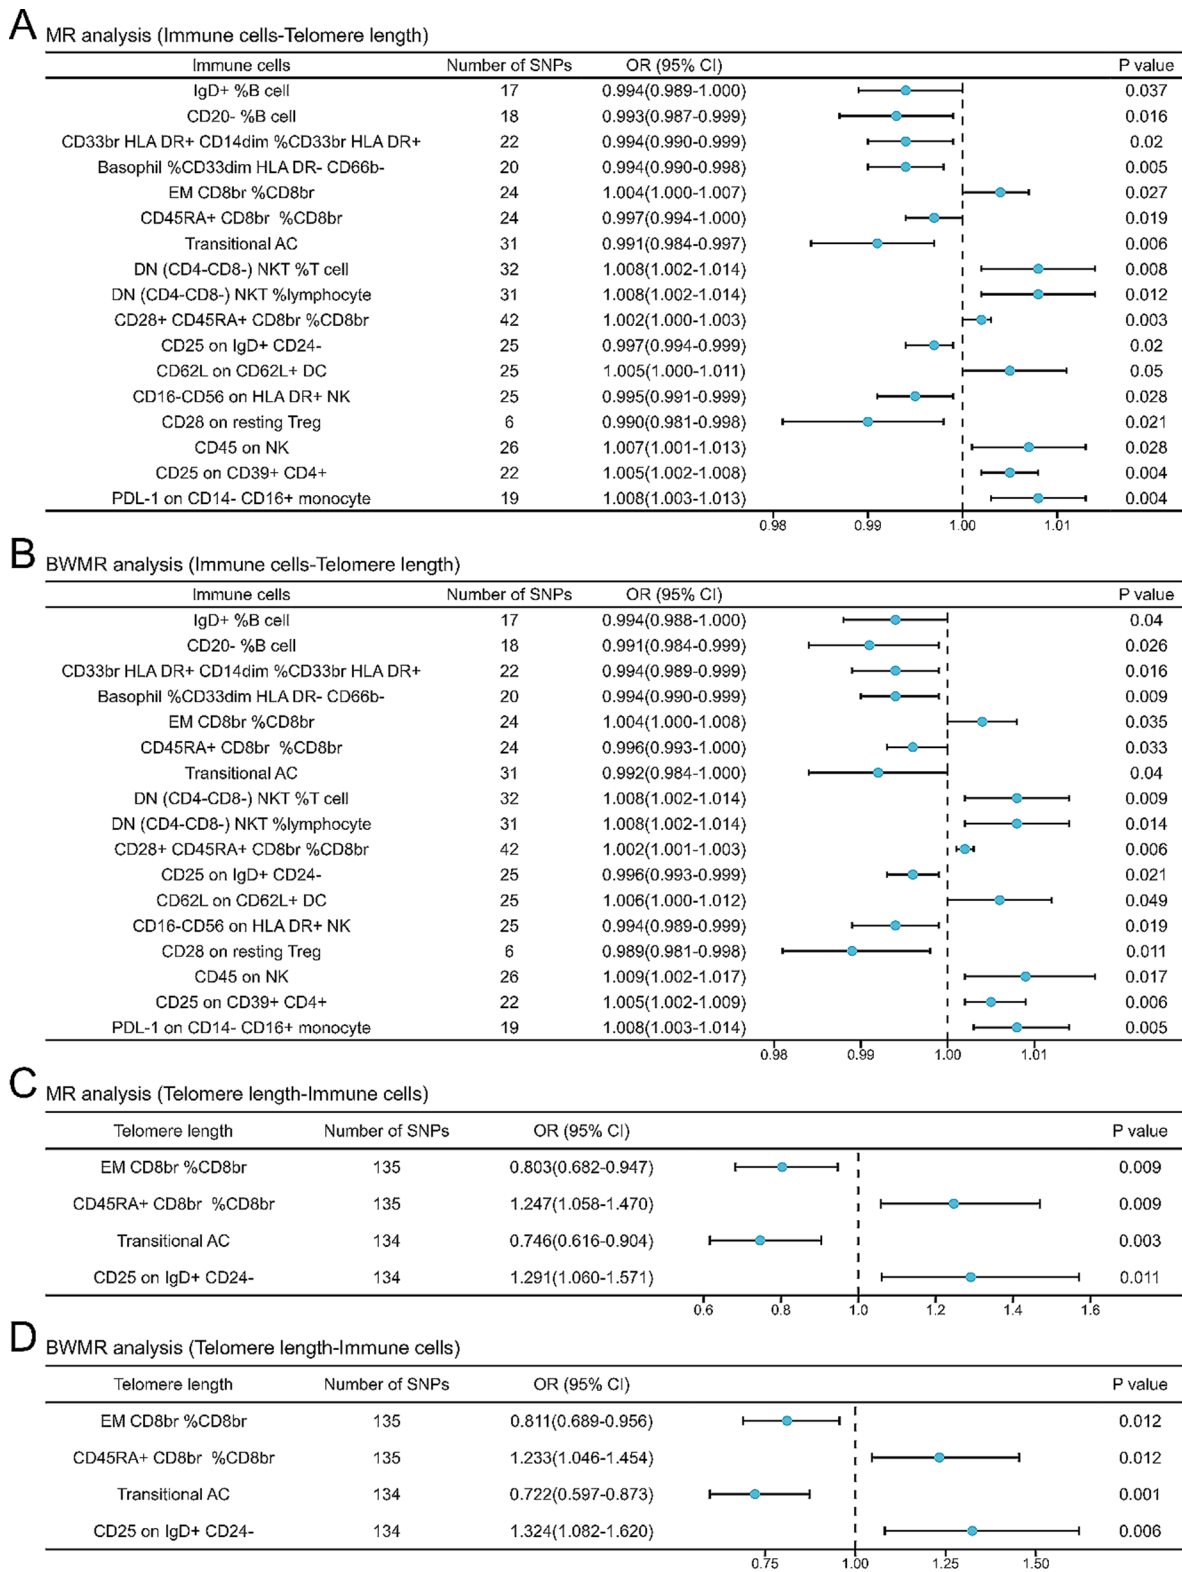 A MR analysis (Immune cells-Telomere length)
Immune cells Number of SNPs OR (95% CI) P value
IgD+ %B cell 17 0.994(0.989-1.000) 0.037
CD20- %B cell 18 0.993(0.987-0.999) 0.016
CD33br HLA DR+ CD14dim %CD33br HLA DR+ 22 0.994(0.990-0.999) 0.02
Basophil %CD33dim HLA DR- CD66b- 20 0.994(0.990-0.998) 0.005
EM CD8br %CD8br 24 1.004(1.000-1.007) 0.027
CD45RA+ CD8br %CD8br 24 0.997(0.994-1.000) 0.019
Transitional AC 31 0.991(0.984-0.997) 0.006
DN (CD4-CD8-) NKT %T cell 32 1.008(1.002-1.014) 0.008
DN (CD4-CD8-) NKT %lymphocyte 31 1.008(1.002-1.014) 0.012
CD28+ CD45RA+ CD8br %CD8br 42 1.002(1.000-1.003) 0.003
CD25 on IgD+ CD24- 25 0.997(0.994-0.999) 0.02
CD62L on CD62L+ DC 25 1.005(1.000-1.011) 0.05
CD16-CD56 on HLA DR+ NK 25 0.995(0.991-0.999) 0.028
CD28 on resting Treg 6 0.990(0.981-0.998) 0.021
CD45 on NK 26 1.007(1.001-1.013) 0.028
CD25 on CD39+ CD4+ 22 1.005(1.002-1.008) 0.004
PDL-1 on CD14- CD16+ monocyte 19 1.008(1.003-1.013) 0.004
0.98 0.99 1.00 1.01
B BWMR analysis (Immune cells-Telomere length)
Immune cells Number of SNPs OR (95% CI) P value
IgD+ %B cell 17 0.994(0.988-1.000) 0.04
CD20- %B cell 18 0.991(0.984-0.999) 0.026
CD33br HLA DR+ CD14dim %CD33br HLA DR+ 22 0.994(0.989-0.999) 0.016
Basophil %CD33dim HLA DR- CD66b- 20 0.994(0.990-0.999) 0.009
EM CD8br %CD8br 24 1.004(1.000-1.008) 0.035
CD45RA+ CD8br %CD8br 24 0.996(0.993-1.000) 0.033
Transitional AC 31 0.992(0.984-1.000) 0.04
DN (CD4-CD8-) NKT %T cell 32 1.008(1.002-1.014) 0.009
DN (CD4-CD8-) NKT %lymphocyte 31 1.008(1.002-1.014) 0.014
CD28+ CD45RA+ CD8br %CD8br 42 1.002(1.001-1.003) 0.006
CD25 on IgD+ CD24- 25 0.996(0.993-0.999) 0.021
CD62L on CD62L+ DC 25 1.006(1.000-1.012) 0.049
CD16-CD56 on HLA DR+ NK 25 0.994(0.989-0.999) 0.019
CD28 on resting Treg 6 0.989(0.981-0.998) 0.011
CD45 on NK 26 1.009(1.002-1.017) 0.017
CD25 on CD39+ CD4+ 22 1.005(1.002-1.009) 0.006
PDL-1 on CD14- CD16+ monocyte 19 1.008(1.003-1.014) 0.005
0.98 0.99 1.00 1.01
C MR analysis (Telomere length-Immune cells)
Telomere length Number of SNPs OR (95% CI) P value
EM CD8br %CD8br 135 0.803(0.682-0.947) 0.009
CD45RA+ CD8br %CD8br 135 1.247(1.058-1.470) 0.009
Transitional AC 134 0.746(0.616-0.904) 0.003
CD25 on IgD+ CD24- 134 1.291(1.060-1.571) 0.011
0.6 0.8 1.0 1.2 1.4 1.6
D BWMR analysis (Telomere length-Immune cells)
Telomere length Number of SNPs OR (95% CI) P value
EM CD8br %CD8br 135 0.811(0.689-0.956) 0.012
CD45RA+ CD8br %CD8br 135 1.233(1.046-1.454) 0.012
Transitional AC 134 0.722(0.597-0.873) 0.001
CD25 on IgD+ CD24- 134 1.324(1.082-1.620) 0.006
0.75 1.00 1.25 1.50